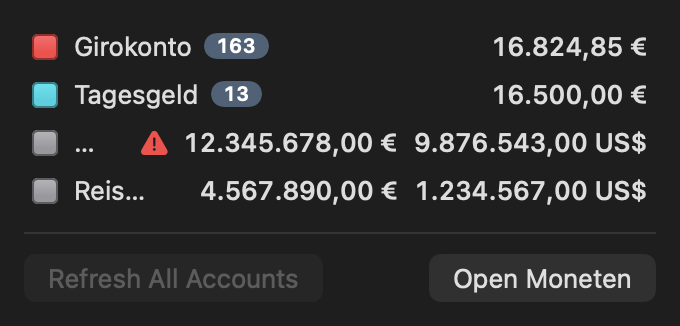 Girokonto 163 16.824,85 €
Tagesgeld 13 16.500,00 €
... 12.345.678,00 € 9.876.543,00 US$
Reis... 4.567.890,00 € 1.234.567,00 US$
Refresh All Accounts Open Moneten